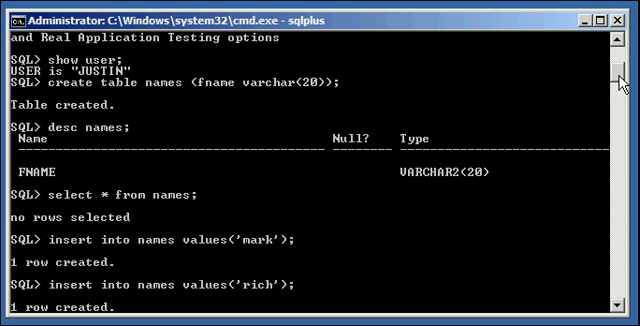 Administrator: C:\Windows\system32\cmd.exe - sqlplus
and Real Application Testing options
SQL> show user;
USER is "JUSTIN"
SQL> create table names (fname varchar(20));
Table created.
SQL> desc names;
Name Null? Type
----------------------------------------- -------- ----------------------------
FNAME VARCHAR2(20)
SQL> select * from names;
no rows selected
SQL> insert into names values('mark');
1 row created.
SQL> insert into names values('rich');
1 row created.